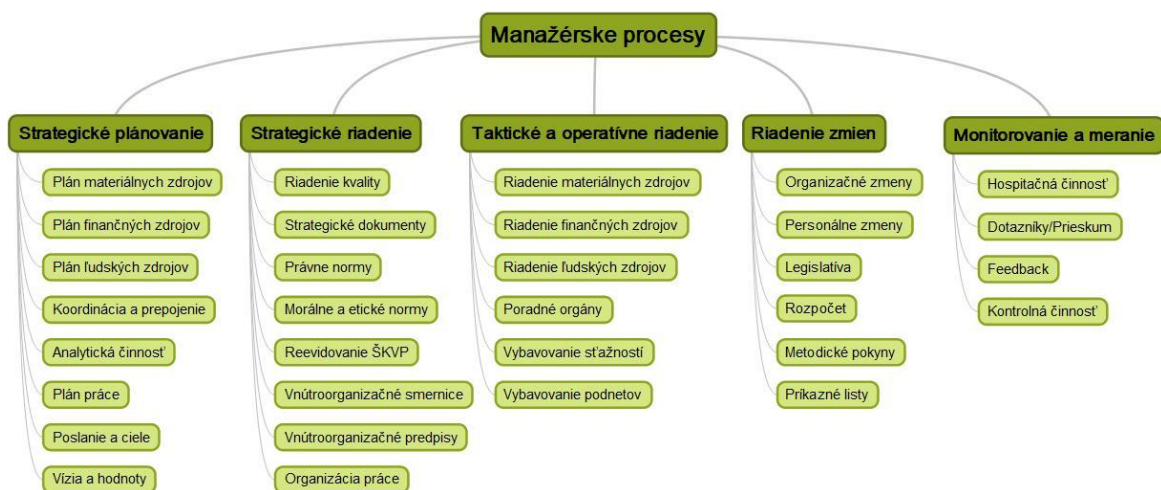 Manažérske procesy
Strategické plánovanie
Plán materiálnych zdrojov
Plán finančných zdrojov
Plán ľudských zdrojov
Koordinácia a prepojenie
Analytická činnosť
Plán práce
Poslanie a ciele
Vízia a hodnoty
Strategické riadenie
Riadenie kvality
Strategické dokumenty
Právne normy
Morálne a etické normy
Reevidovanie ŠKVP
Vnútroorganizačné smernice
Vnútroorganizačné predpisy
Organizácia práce
Taktické a operatívne riadenie
Riadenie materiálnych zdrojov
Riadenie finančných zdrojov
Riadenie ľudských zdrojov
Poradné orgány
Vybavovanie sťažností
Vybavovanie podnetov
Riadenie zmien
Organizačné zmeny
Personálne zmeny
Legislatíva
Rozpočet
Metodické pokyny
Príkazné listy
Monitorovanie a meranie
Hospitačná činnosť
Dotazníky/Prieskum
Feedback
Kontrolná činnosť